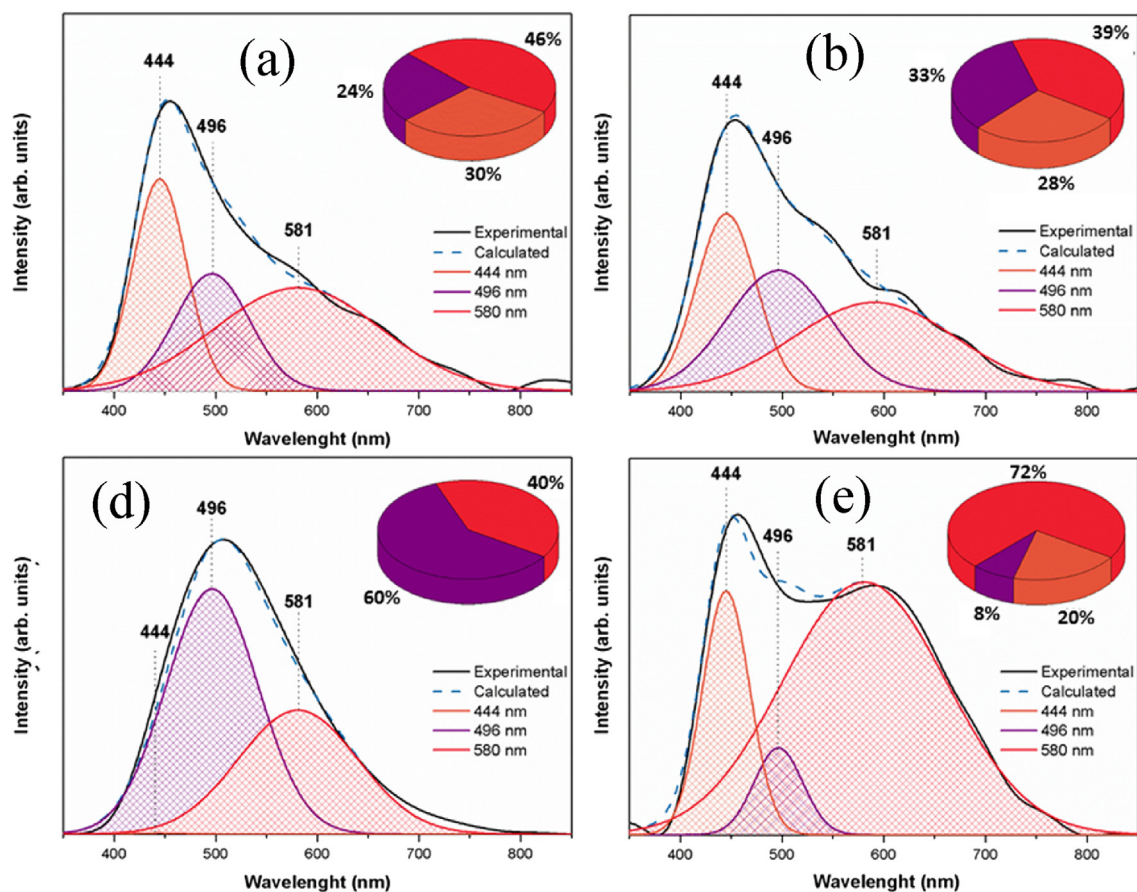 (a)
46%
24%
30%
444
496
581
Experimental
Calculated
444 nm
496 nm
580 nm
Intensity (arb. units)
400 500 600 700 800
Wavelenght (nm)
(b)
39%
33%
28%
444
496
581
Experimental
Calculated
444 nm
496 nm
580 nm
Intensity (arb. units)
400 500 600 700 800
Wavelenght (nm)
(d)
40%
60%
496
581
444
Experimental
Calculated
444 nm
496 nm
580 nm
Intensity (arb. units)
400 500 600 700 800
Wavelenght (nm)
(e)
72%
8%
20%
444
496
581
Experimental
Calculated
444 nm
496 nm
580 nm
Intensity (arb. units)
400 500 600 700 800
Wavelenght (nm)